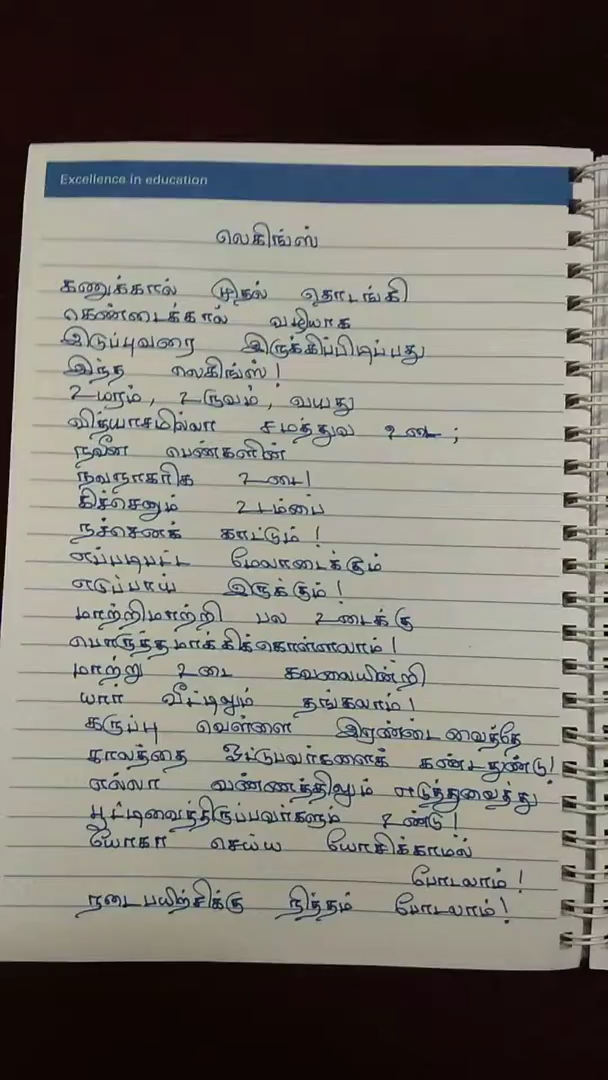 Excellence in education
லெகிங்ஸ்
கணுக்கால் முதல் தொடங்கி
கெண்டைக்கால் வழியாக
இடுப்புவரை இருக்கிப்பிடிப்பது
இந்த லெகிங்ஸ்!
உயரம், உருவம், வயது
வித்யாசமில்லா சமத்துவ உடை;
நவீன பெண்களின்
நவநாகரிக உடை!
கிச்செனும் உடம்பை
நச்செனக் காட்டும்!
எப்படிபட்ட மேலாடைக்கும்
எடுப்பாய் இருக்கும்!
மாற்றிமாற்றி பல உடைக்கு
பொருத்தமாக்கிக்கொள்ளலாம்!
மாற்று உடை கவலையின்றி
யார் வீட்டிலும் தங்கலாம்!
கருப்பு வெள்ளை இரண்டை வைத்தே
காலத்தை ஓட்டுபவர்களைக் கண்டதுண்டு!
எல்லா வண்ணத்திலும் எடுத்துவைத்து
பூட்டிவைத்திருப்பவர்களும் உண்டு!
யோகா செய்ய யோசிக்காமல்
போடலாம்!
நடைபயிற்சிக்கு நித்தம் போடலாம்!